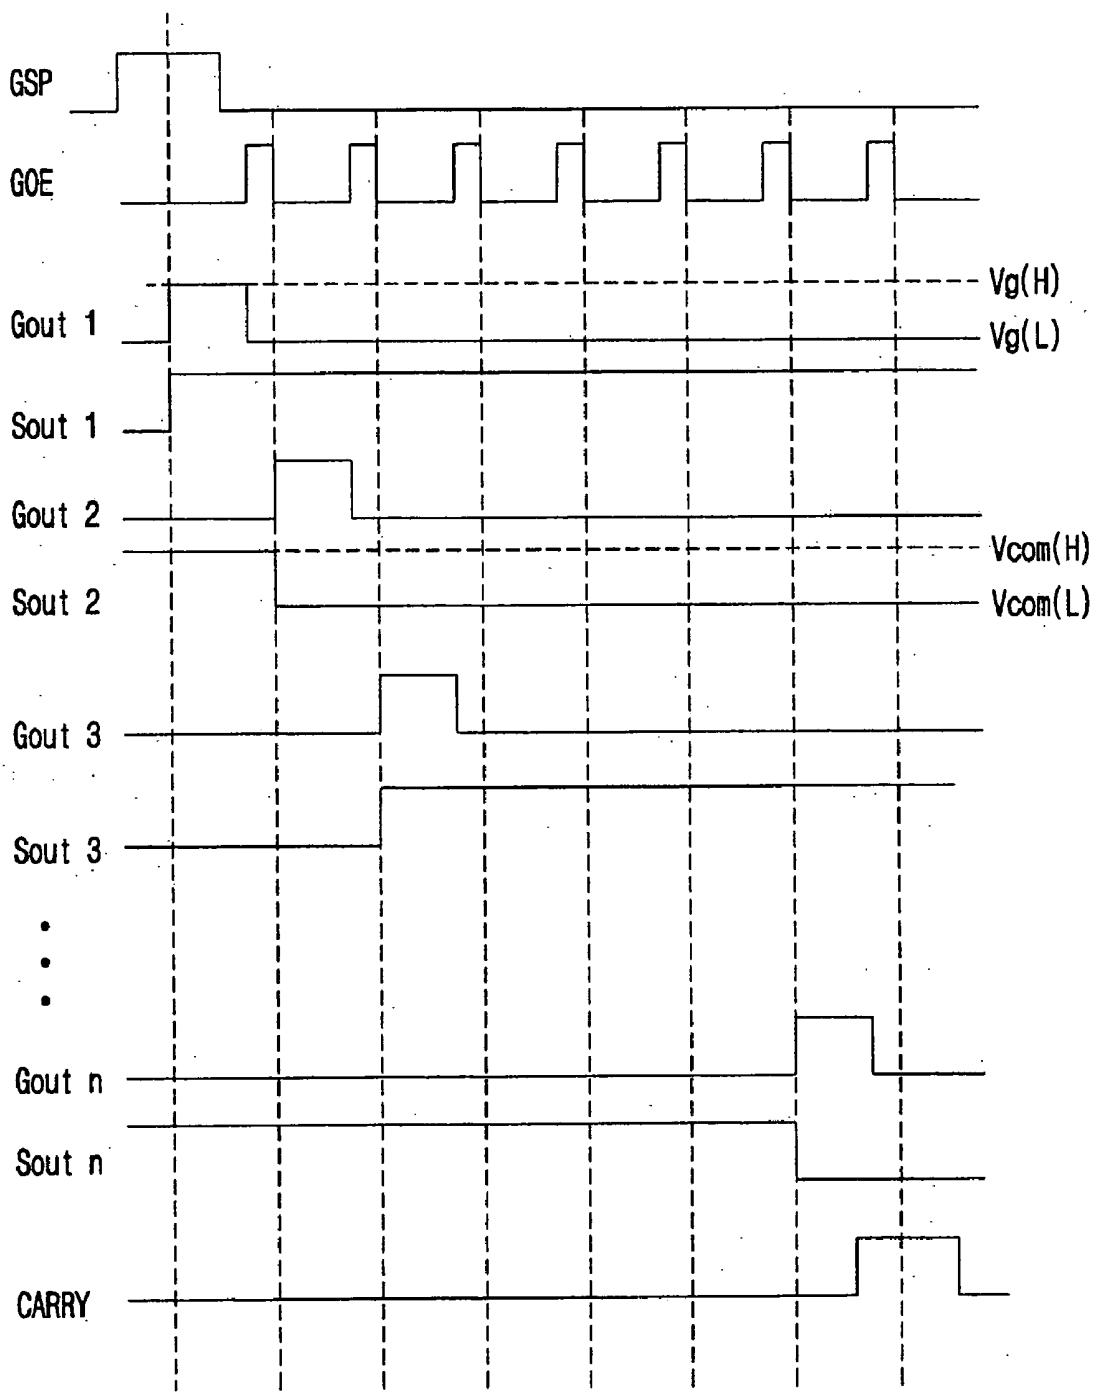 GSP
GOE
Vg(H)
Gout 1
Vg(L)
Sout 1
Gout 2
Vcom(H)
Sout 2
Vcom(L)
Gout 3
Sout 3
Gout n
Sout n
CARRY